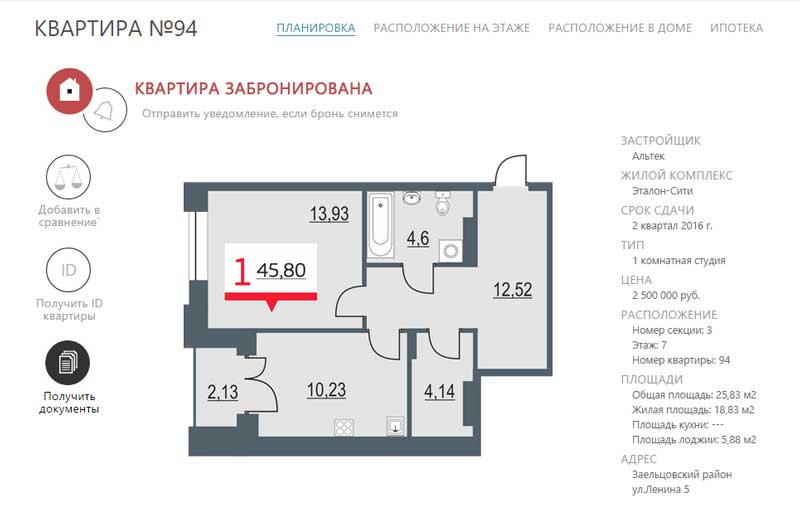 КВАРТИРА №94
ПЛАНИРОВКА РАСПОЛОЖЕНИЕ НА ЭТАЖЕ РАСПОЛОЖЕНИЕ В ДОМЕ ИПОТЕКА
КВАРТИРА ЗАБРОНИРОВАНА
Отправить уведомление, если бронь снимется
Добавить в
сравнение
ID
Получить ID
квартиры
Получить
документы
13,93
4,6
1 45,80
12,52
2,13
10,23
4,14
ЗАСТРОЙЩИК
Альтек
ЖИЛОЙ КОМПЛЕКС
Эталон-Сити
СРОК СДАЧИ
2 квартал 2016 г.
ТИП
1 комнатная студия
ЦЕНА
2 500 000 руб.
РАСПОЛОЖЕНИЕ
Номер секции: 3
Этаж: 7
Номер квартиры: 94
ПЛОЩАДИ
Общая площадь: 25,83 м2
Жилая площадь: 18,83 м2
Площадь кухни: ---
Площадь лоджии: 5,88 м2
АДРЕС
Заельцовский район
ул.Ленина 5